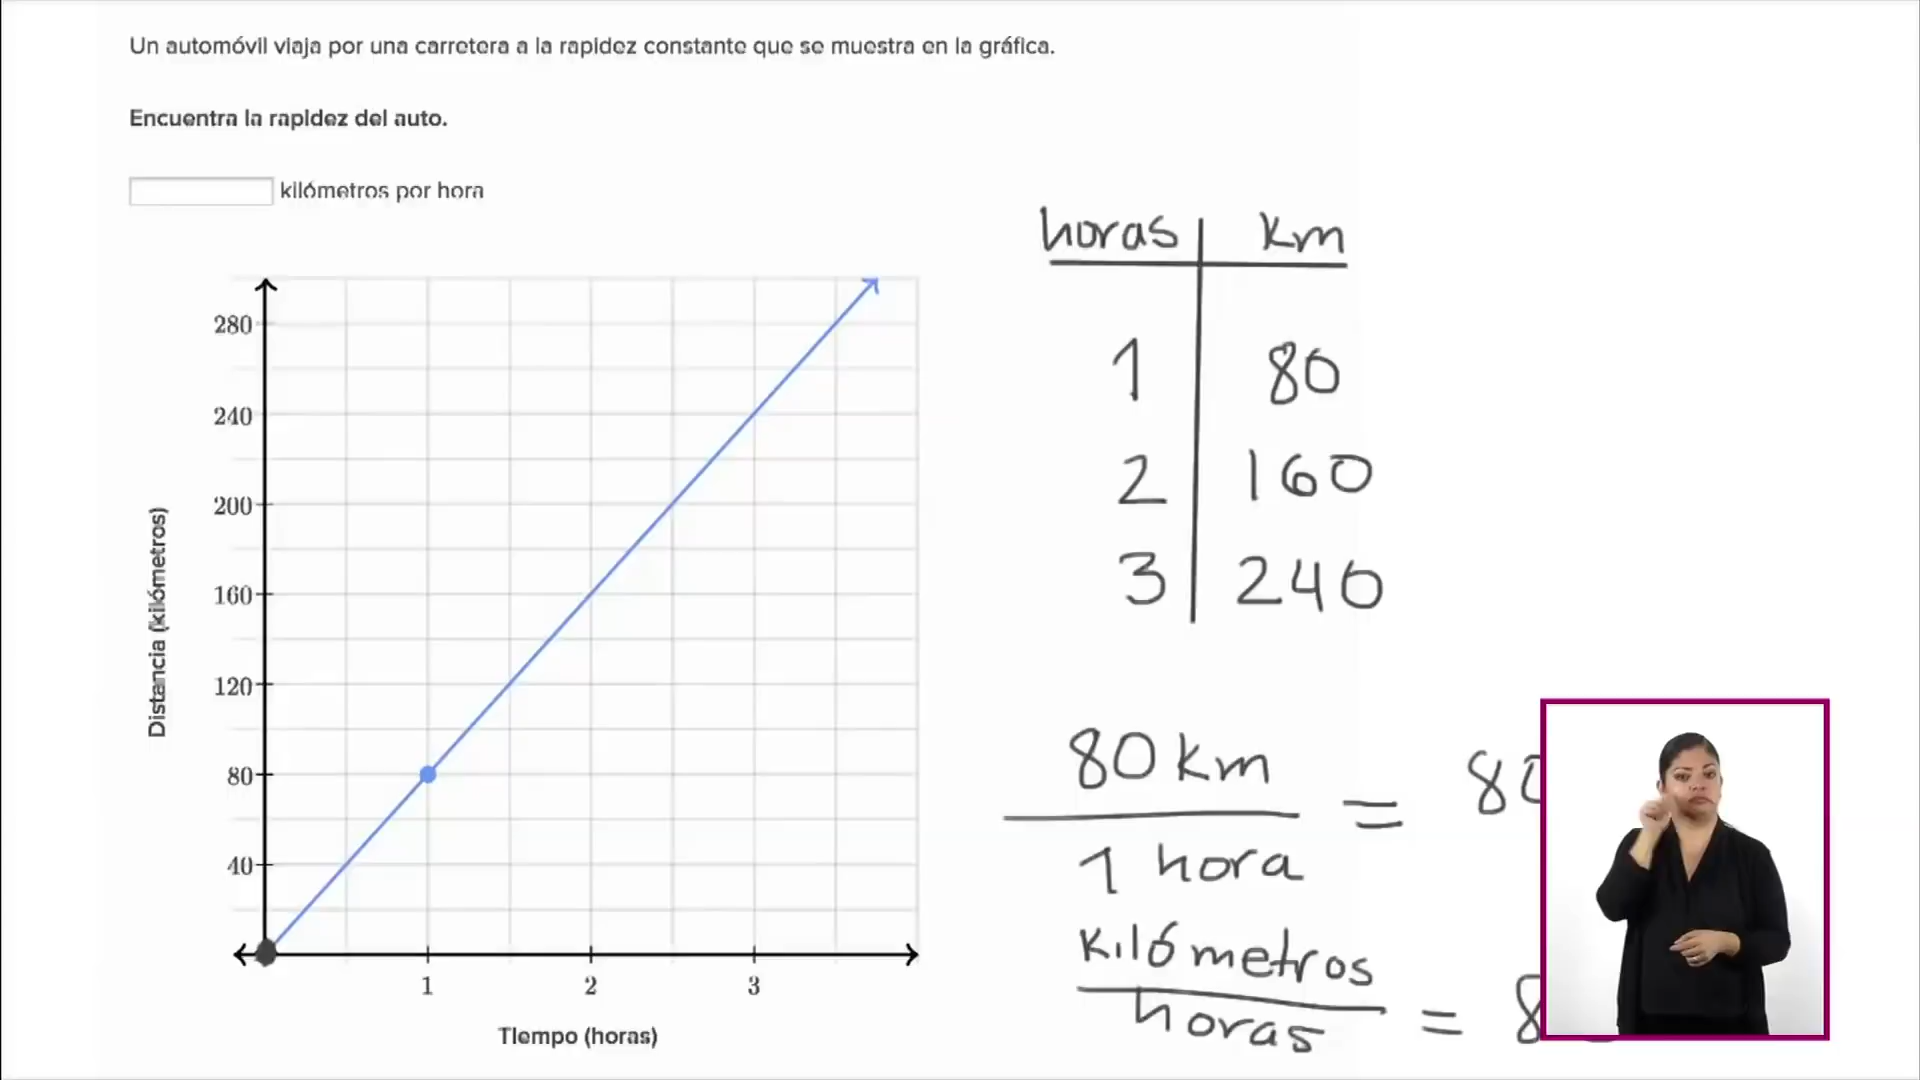 Un automóvil viaja por una carretera a la rapidez constante que se muestra en la gráfica.
Encuentra la rapidez del auto.
kilómetros por hora
horas km
1 80
2 160
3 240
280
240
200
160
120
80
40
1 2 3
Distancia (kilómetros)
Tiempo (horas)
80 km
= 80
1 hora
kilómetros
horas
= 8